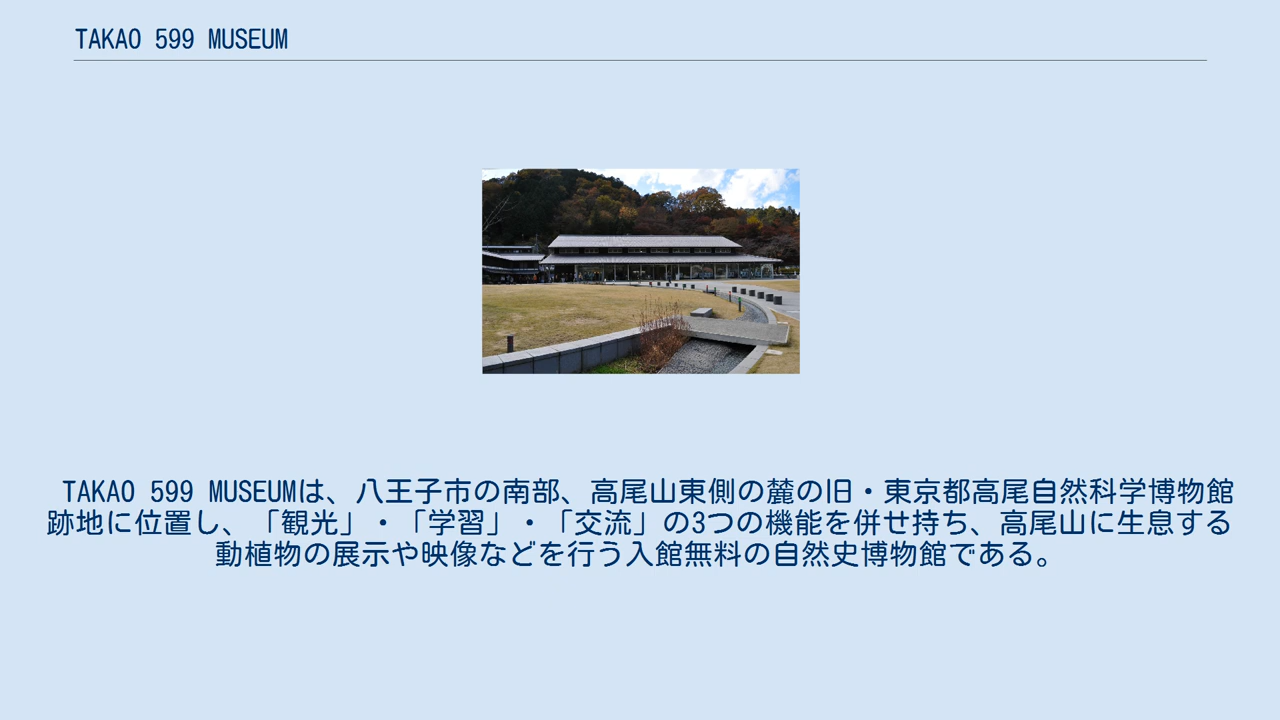 TAKAO 599 MUSEUM
TAKAO 599 MUSEUMは、八王子市の南部、高尾山東側の麓の旧・東京都高尾自然科学博物館
跡地に位置し、「観光」・「学習」・「交流」の3つの機能を併せ持ち、高尾山に生息する
動植物の展示や映像などを行う入館無料の自然史博物館である。